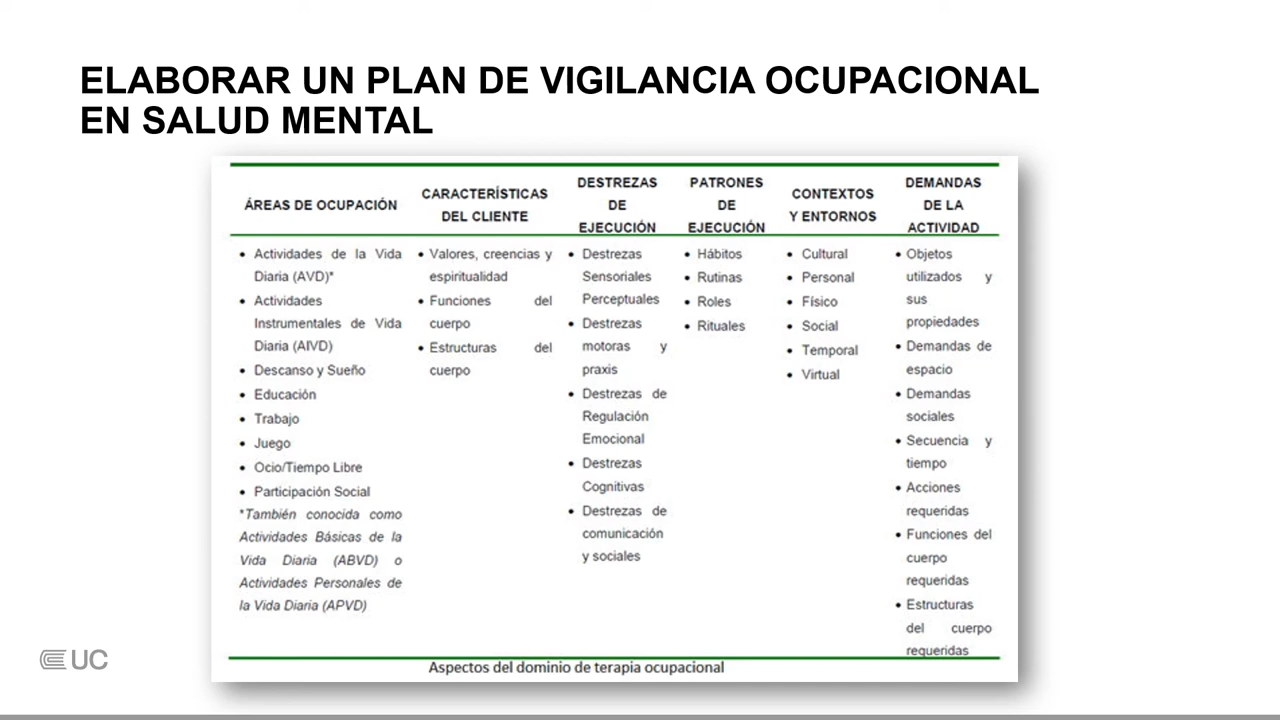 ELABORAR UN PLAN DE VIGILANCIA OCUPACIONAL
EN SALUD MENTAL
ÁREAS DE OCUPACIÓN
• Actividades de la Vida
Diaria (AVD)*
• Actividades
Instrumentales de Vida
Diaria (AIVD)
• Descanso y Sueño
• Educación
• Trabajo
• Juego
• Ocio/Tiempo Libre
• Participación Social
*También conocida como
Actividades Básicas de la
Vida Diaria (ABVD) o
Actividades Personales de
la Vida Diaria (APVD)
CARACTERÍSTICAS
DEL CLIENTE
• Valores, creencias y
espiritualidad
• Funciones del
cuerpo
• Estructuras del
cuerpo
DESTREZAS
DE
EJECUCIÓN
• Destrezas
Sensoriales
Perceptuales
• Destrezas
motoras y
praxis
• Destrezas de
Regulación
Emocional
• Destrezas
Cognitivas
• Destrezas de
comunicación
y sociales
PATRONES
DE
EJECUCIÓN
• Hábitos
• Rutinas
• Roles
• Rituales
CONTEXTOS
Y ENTORNOS
• Cultural
• Personal
• Físico
• Social
• Temporal
• Virtual
DEMANDAS
DE LA
ACTIVIDAD
• Objetos
utilizados y
sus
propiedades
• Demandas de
espacio
• Demandas
sociales
• Secuencia y
tiempo
• Acciones
requeridas
• Funciones del
cuerpo
requeridas
• Estructuras
del cuerpo
requeridas
Aspectos del dominio de terapia ocupacional
UC